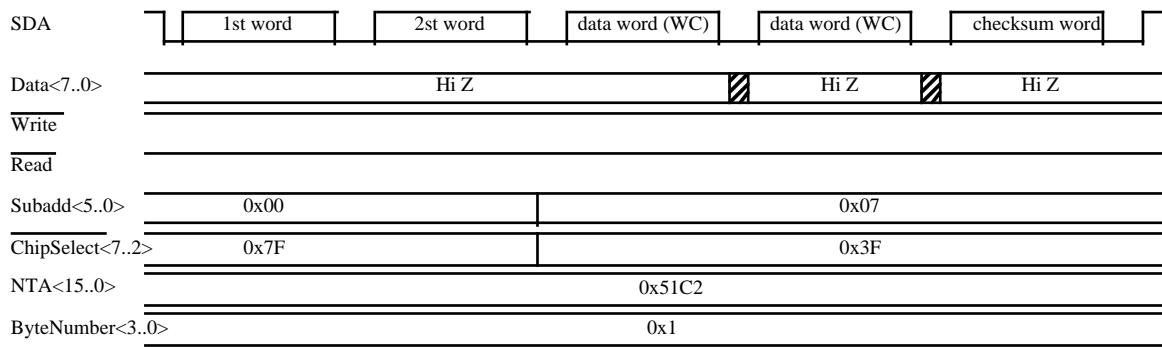 SDA 1st word 2st word data word (WC) data word (WC) checksum word
Data<7..0> Hi Z Hi Z Hi Z
Write
Read
Subadd<5..0> 0x00 0x07
ChipSelect<7..2> 0x7F 0x3F
NTA<15..0> 0x51C2
ByteNumber<3..0> 0x1